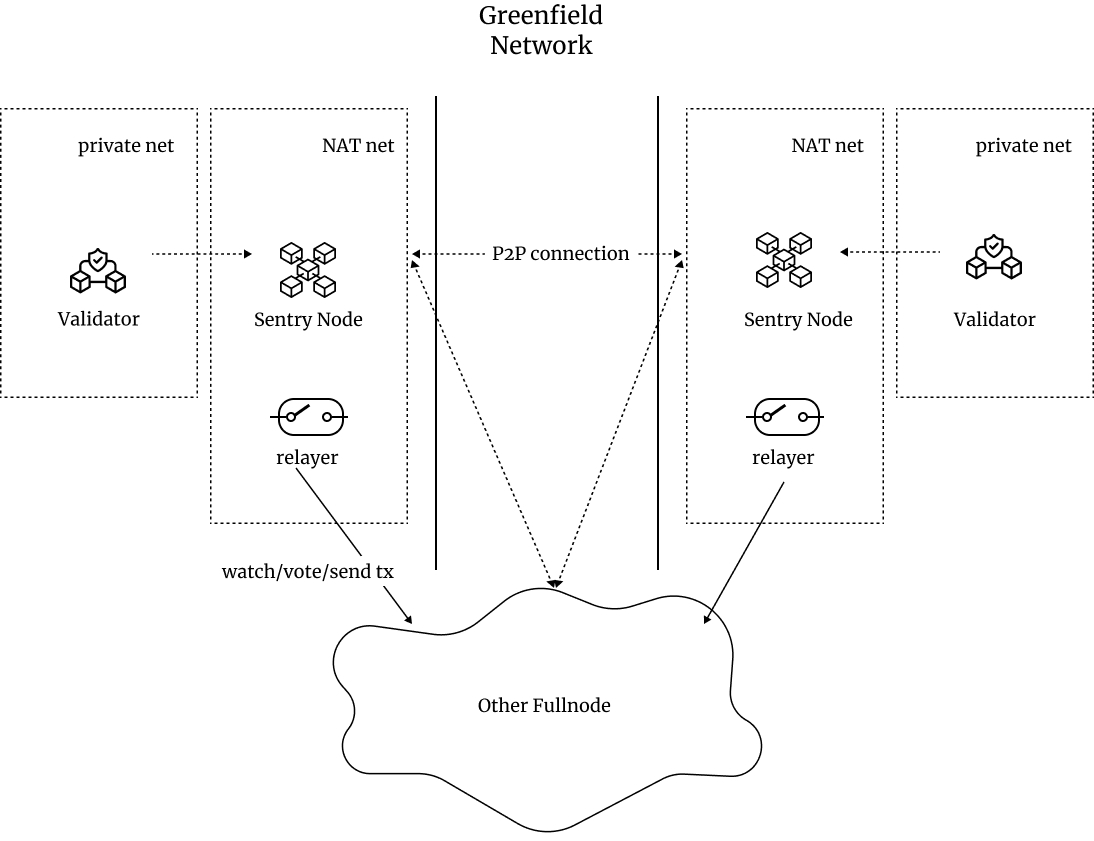 Greenfield
Network
private net
NAT net
NAT net
private net
P2P connection
Validator
Sentry Node
Sentry Node
Validator
relayer
relayer
watch/vote/send tx
Other Fullnode